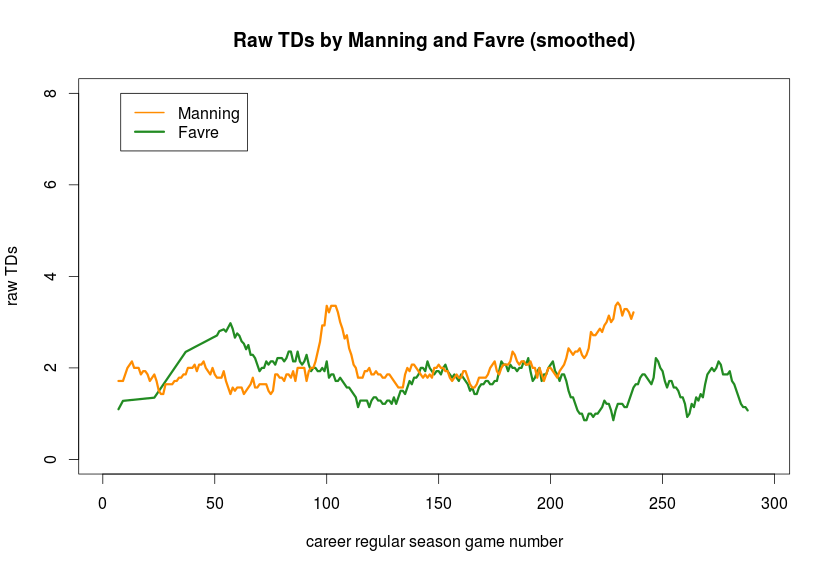 Raw TDs by Manning and Favre (smoothed)
Manning
Favre
raw TDs
8
6
4
2
0
0 50 100 150 200 250 300
career regular season game number